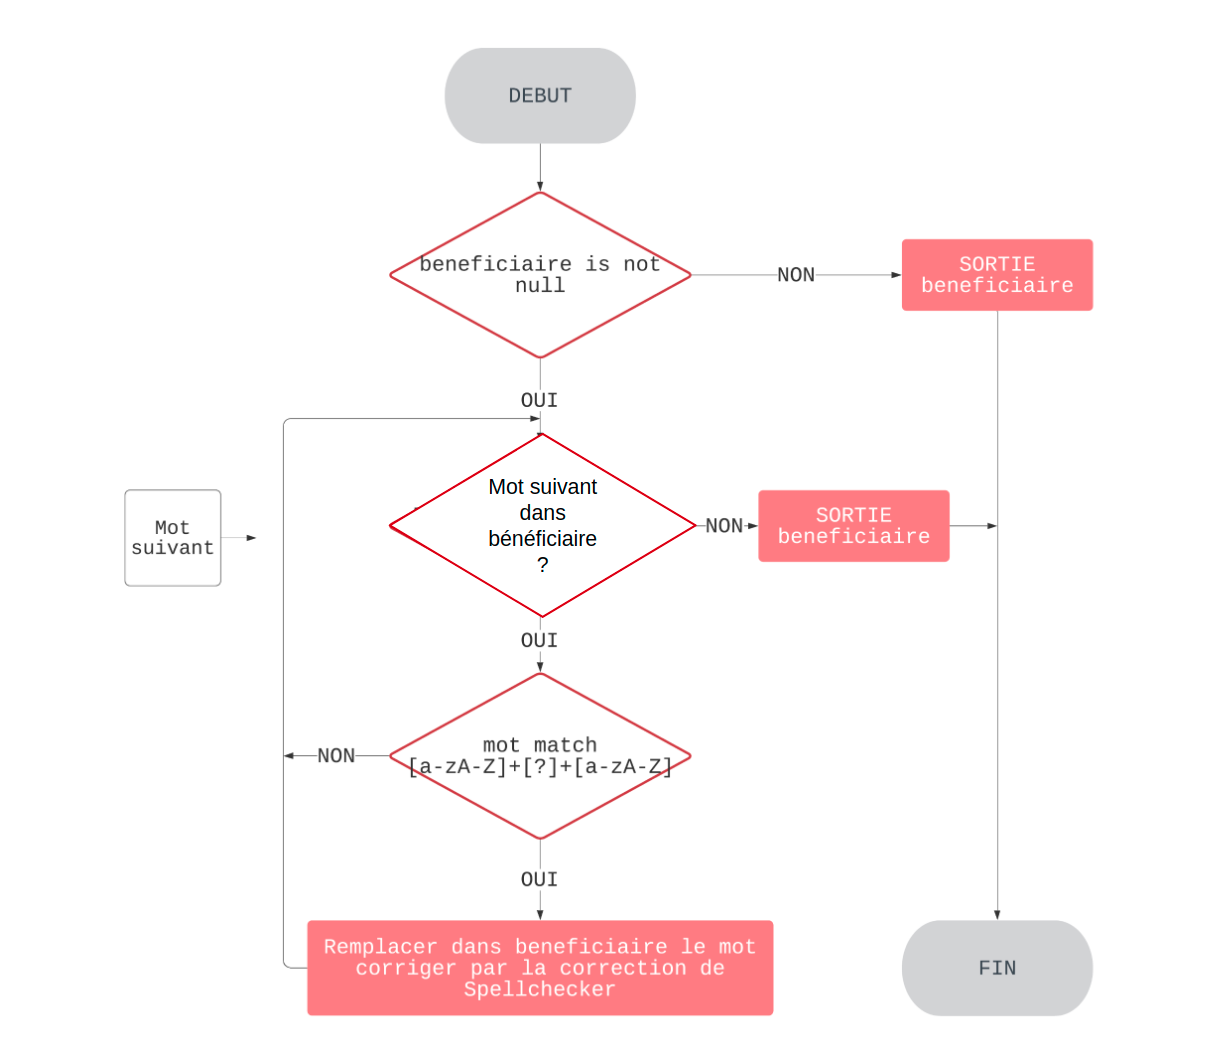 DEBUT
beneficiaire is not
null
NON
SORTIE
beneficiaire
OUI
Mot suivant
dans
bénéficiaire
?
NON
SORTIE
beneficiaire
Mot
suivant
OUI
mot match
[a-zA-Z]+[?]+[a-zA-Z]
NON
OUI
Remplacer dans beneficiaire le mot
corriger par la correction de
Spellchecker
FIN